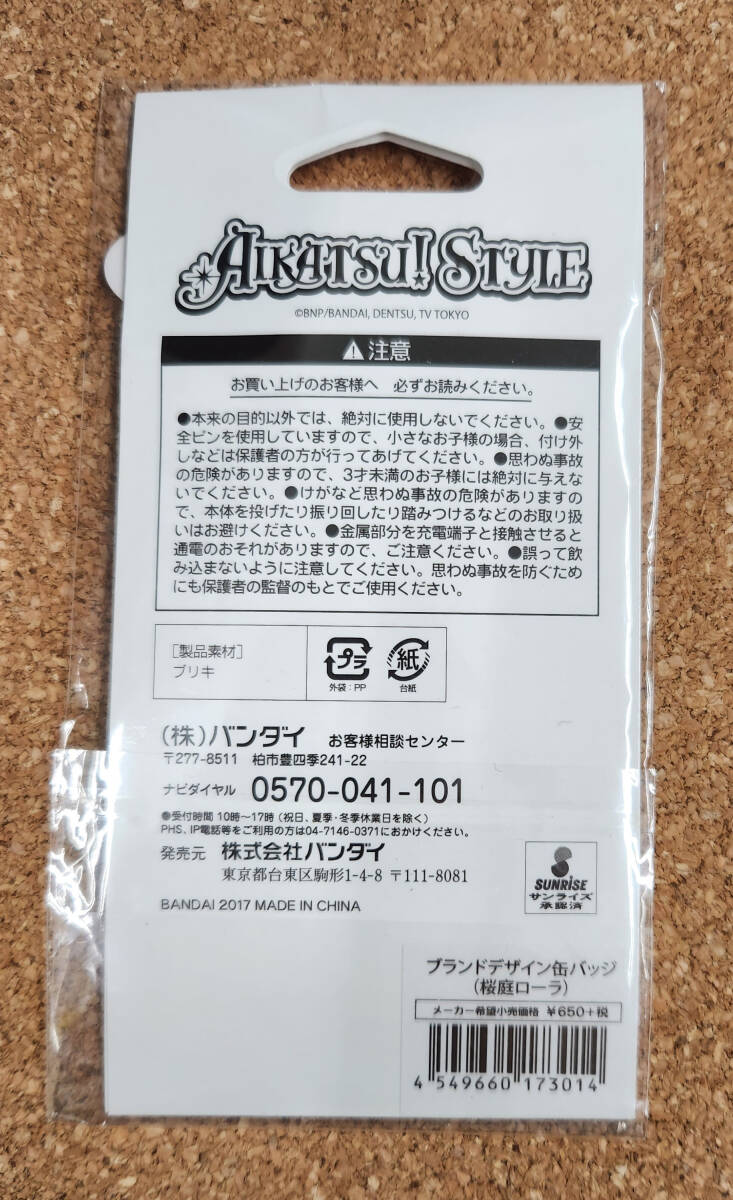 AIKATSU! STYLE
©BNP/BANDAI, DENTSU, TV TOKYO
注意
お買い上げのお客様へ 必ずお読みください。
●本来の目的以外では、絶対に使用しないでください。●安
全ピンを使用していますので、小さなお子様の場合、付け外
しなどは保護者の方が行ってあげてください。●思わぬ事故
の危険がありますので、3才未満のお子様には絶対に与えな
いでください。●けがなど思わぬ事故の危険がありますの
で、本体を投げたり振り回したり踏みつけるなどのお取り扱
いはお避けください。●金属部分を充電端子と接触させると
通電のおそれがありますので、ご注意ください。●誤って飲
み込まないように注意してください。思わぬ事故を防ぐため
にも保護者の監督のもとでご使用ください。
[製品素材]
ブリキ
プラ
外袋:PP
紙
台紙
(株)バンダイ お客様相談センター
〒277-8511 柏市豊四季241-22
ナビダイヤル 0570-041-101
●受付時間 10時〜17時(祝日、夏季・冬季休業日を除く)
PHS、IP電話等をご利用の方は04-7146-0371におかけください。
発売元 株式会社バンダイ
東京都台東区駒形1-4-8 〒111-8081
BANDAI 2017 MADE IN CHINA
SUNRISE
サンライズ
承認済
ブランドデザイン缶バッジ
(桜庭ローラ)
メーカー希望小売価格 ¥650+税
4 549660 173014